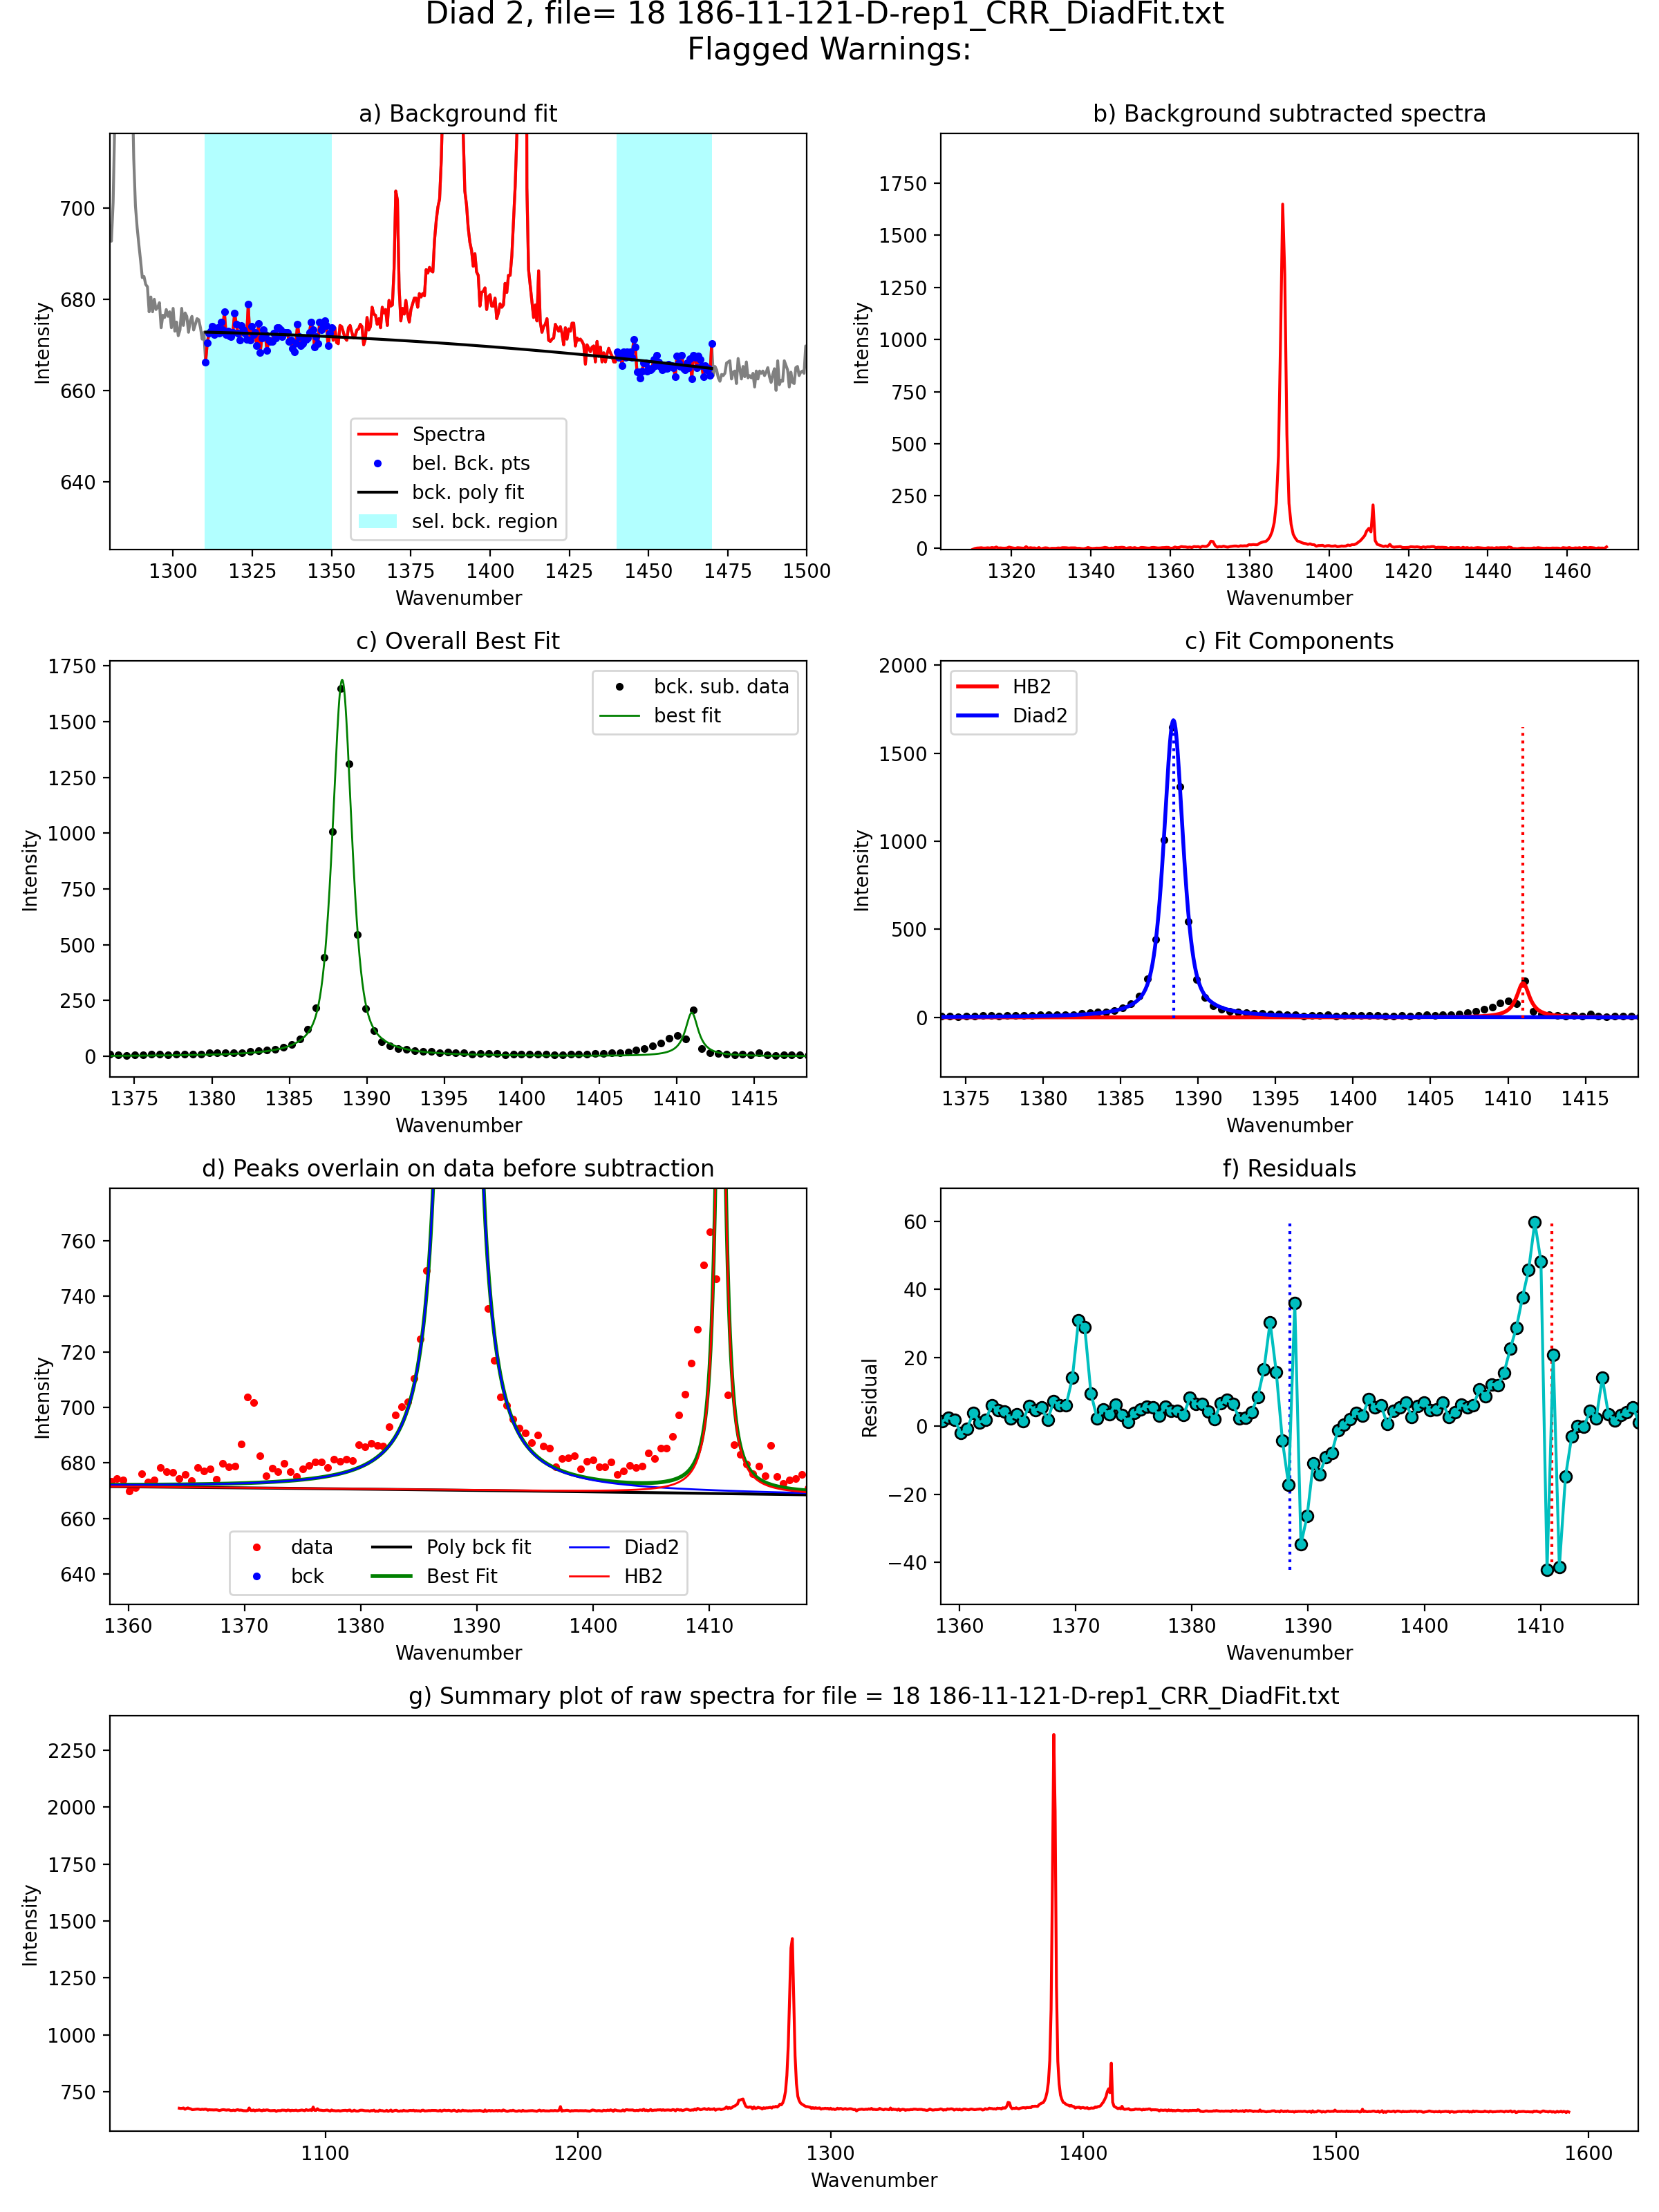 Diad 2, file= 18 186-11-121-D-rep1_CRR_DiadFit.txt
Flagged Warnings:
a) Background fit
700
680
660
640
Intensity
Spectra
bel. Bck. pts
bck. poly fit
sel. bck. region
1300 1325 1350 1375 1400 1425 1450 1475 1500
Wavenumber
b) Background subtracted spectra
1750
1500
1250
1000
750
500
250
0
Intensity
1320 1340 1360 1380 1400 1420 1440 1460
Wavenumber
c) Overall Best Fit
1750
1500
1250
1000
750
500
250
0
Intensity
bck. sub. data
best fit
1375 1380 1385 1390 1395 1400 1405 1410 1415
Wavenumber
c) Fit Components
2000
1500
1000
500
0
Intensity
HB2
Diad2
1375 1380 1385 1390 1395 1400 1405 1410 1415
Wavenumber
d) Peaks overlain on data before subtraction
760
740
720
700
680
660
640
Intensity
data Poly bck fit Diad2
bck Best Fit HB2
1360 1370 1380 1390 1400 1410
Wavenumber
f) Residuals
60
40
20
0
−20
−40
Residual
1360 1370 1380 1390 1400 1410
Wavenumber
g) Summary plot of raw spectra for file = 18 186-11-121-D-rep1_CRR_DiadFit.txt
2250
2000
1750
1500
1250
1000
750
Intensity
1100 1200 1300 1400 1500 1600
Wavenumber